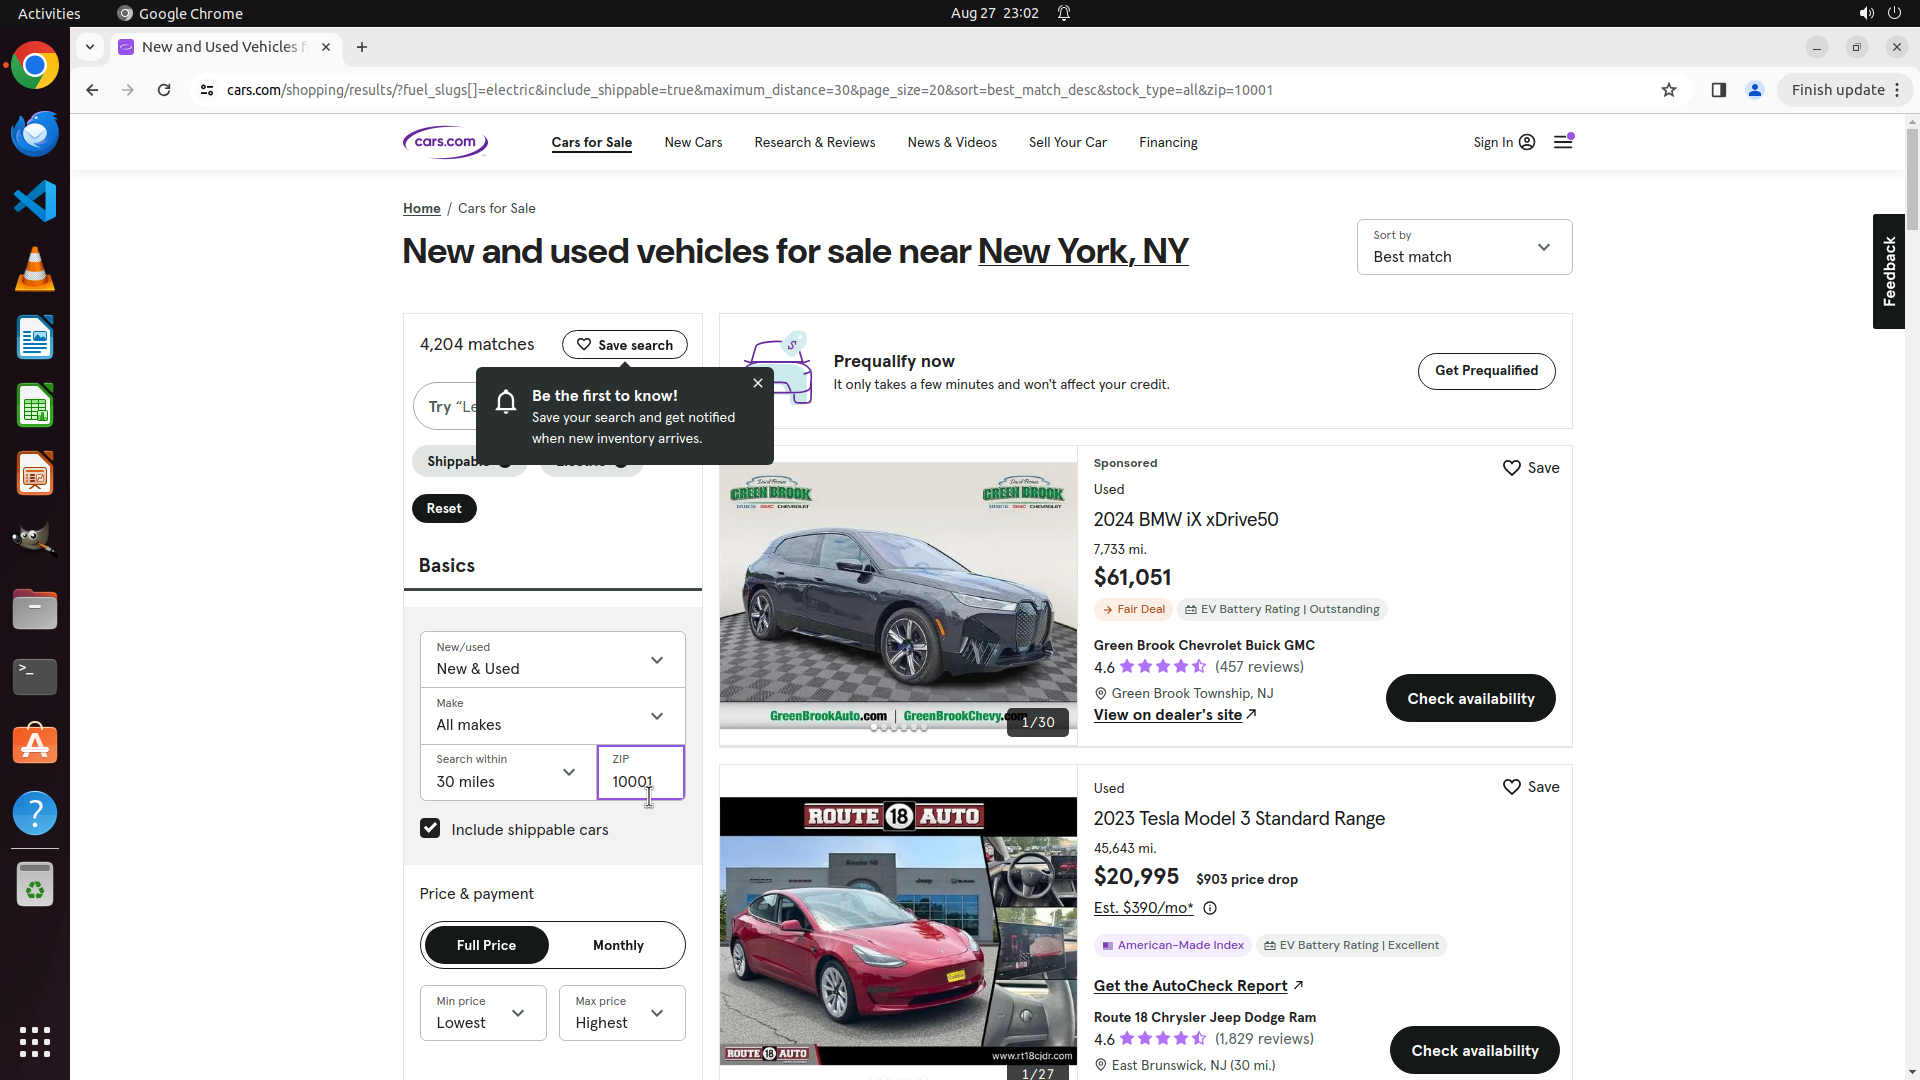 Activities
Google Chrome
Aug 27 23:02
New and Used Vehicles f
cars.com/shopping/results/?fuel_slugs[]=electric&include_shippable=true&maximum_distance=30&page_size=20&sort=best_match_desc&stock_type=all&zip=10001
Finish update
cars.com
Cars for Sale
New Cars
Research & Reviews
News & Videos
Sell Your Car
Financing
Sign In
Home / Cars for Sale
New and used vehicles for sale near New York, NY
Sort by
Best match
Feedback
4,204 matches
Save search
Be the first to know!
Save your search and get notified
when new inventory arrives.
Try “Le
Shippable
Electric
Reset
Basics
New/used
New & Used
Make
All makes
Search within
30 miles
ZIP
10001
Include shippable cars
Price & payment
Full Price
Monthly
Min price
Lowest
Max price
Highest
Prequalify now
It only takes a few minutes and won't affect your credit.
Get Prequalified
GREEN BROOK
BUICK GMC CHEVROLET
GREEN BROOK
BUICK GMC CHEVROLET
GreenBrookAuto.com | GreenBrookChevy.com
1/30
Sponsored
Save
Used
2024 BMW iX xDrive50
7,733 mi.
$61,051
Fair Deal
EV Battery Rating | Outstanding
Green Brook Chevrolet Buick GMC
4.6
(457 reviews)
Green Brook Township, NJ
View on dealer's site
Check availability
ROUTE 18 AUTO
ROUTE 18 AUTO
www.rt18cjdr.com
1/27
Used
Save
2023 Tesla Model 3 Standard Range
45,643 mi.
$20,995
$903 price drop
Est. $390/mo*
American-Made Index
EV Battery Rating | Excellent
Get the AutoCheck Report
Route 18 Chrysler Jeep Dodge Ram
4.6
(1,829 reviews)
East Brunswick, NJ (30 mi.)
Check availability